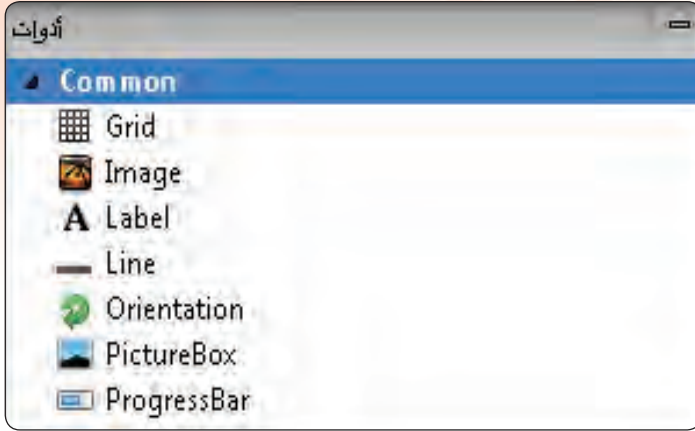 أدوات
Common
Grid
Image
Label
Line
Orientation
PictureBox
ProgressBar